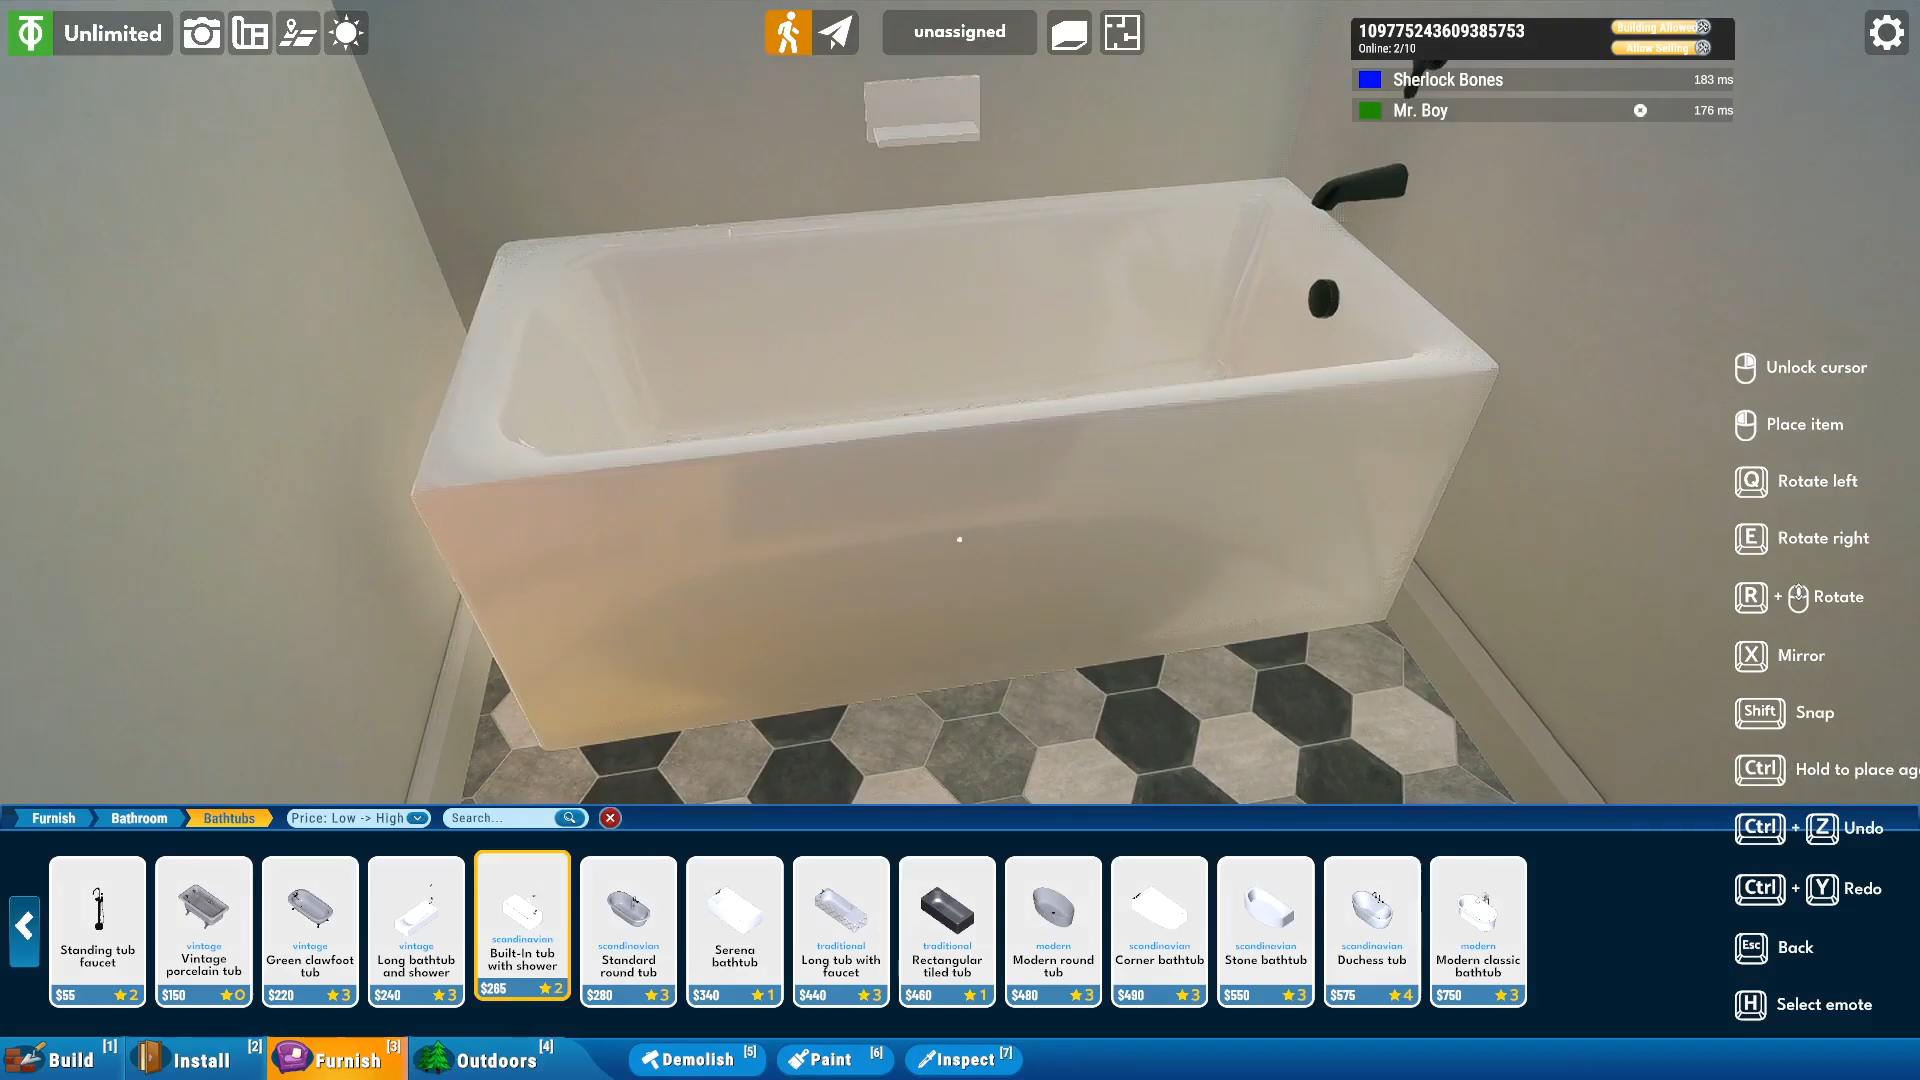 Unlimited
unassigned
109775243609385753
Online: 2/10
Building Allowed
Allow Selling
Sherlock Bones
183 ms
Mr. Boy
176 ms
Unlock cursor
Place item
Q Rotate left
E Rotate right
R + Rotate
X Mirror
Shift Snap
Ctrl Hold to place aga
Ctrl + Z Undo
Ctrl + Y Redo
Esc Back
H Select emote
Furnish
Bathroom
Bathtubs
Price: Low -> High
Search...
Standing tub
faucet
$55
2
vintage
Vintage
porcelain tub
$150
0
vintage
Green clawfoot
tub
$220
3
vintage
Long bathtub
and shower
$240
3
scandinavian
Built-In tub
with shower
$265
2
scandinavian
Standard
round tub
$280
3
Serena
bathtub
$340
1
traditional
Long tub with
faucet
$440
3
traditional
Rectangular
tiled tub
$460
1
modern
Modern round
tub
$480
3
scandinavian
Corner bathtub
$490
3
scandinavian
Stone bathtub
$550
3
scandinavian
Duchess tub
$575
4
modern
Modern classic
bathtub
$750
3
Build [1]
Install [2]
Furnish [3]
Outdoors [4]
Demolish [5]
Paint [6]
Inspect [7]